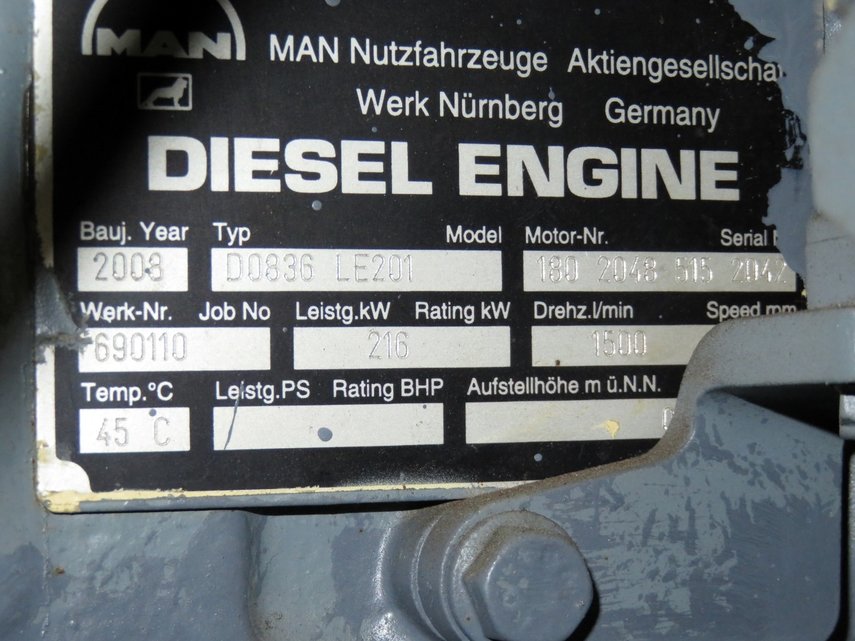 MAN
MAN Nutzfahrzeuge Aktiengesellscha
Werk Nürnberg Germany
DIESEL ENGINE
Bauj. Year Typ Model Motor-Nr. Serial
2008 D0836 LE201 180 2048 515 2042
Werk-Nr. Job No Leistg.kW Rating kW Drehz.l/min Speed
690110 216 1500
Temp.°C Leistg.PS Rating BHP Aufstellhöhe m ü.N.N.
45 C